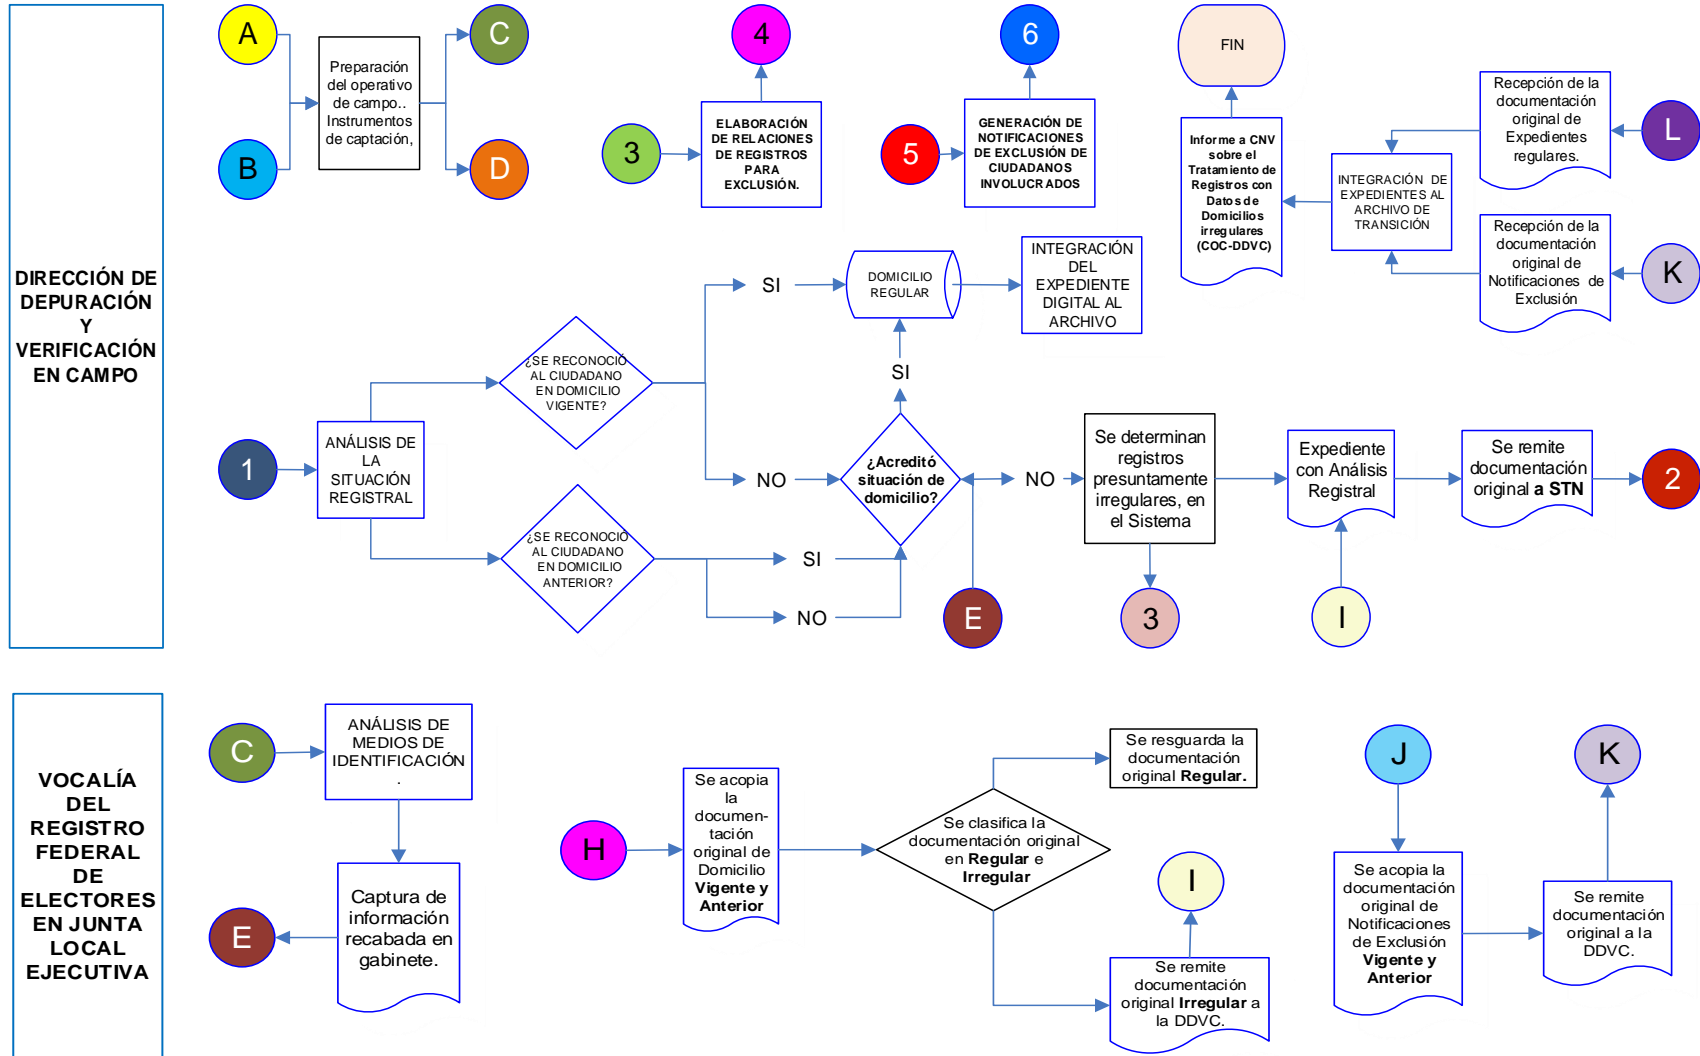 DIRECCIÓN DE
DEPURACIÓN
Y
VERIFICACIÓN
EN CAMPO
A
B
Preparación
del operativo
de campo..
Instrumentos
de captación,
C
D
3
4
ELABORACIÓN
DE RELACIONES
DE REGISTROS
PARA
EXCLUSIÓN.
5
6
GENERACIÓN DE
NOTIFICACIONES
DE EXCLUSIÓN DE
CIUDADANOS
INVOLUCRADOS
FIN
Informe a CNV
sobre el
Tratamiento de
Registros con
Datos de
Domicilios
irregulares
(COC-DDVC)
INTEGRACIÓN DE
EXPEDIENTES AL
ARCHIVO DE
TRANSICIÓN
Recepción de la
documentación
original de
Expedientes
regulares.
L
Recepción de la
documentación
original de
Notificaciones de
Exclusión
K
1
ANÁLISIS DE
LA
SITUACIÓN
REGISTRAL
¿SE RECONOCIÓ
AL CIUDADANO
EN DOMICILIO
VIGENTE?
SI
NO
DOMICILIO
REGULAR
INTEGRACIÓN
DEL
EXPEDIENTE
DIGITAL AL
ARCHIVO
SI
¿SE RECONOCIÓ
AL CIUDADANO
EN DOMICILIO
ANTERIOR?
SI
NO
¿Acreditó
situación de
domicilio?
E
NO
Se determinan
registros
presuntamente
irregulares, en
el Sistema
3
Expediente
con Análisis
Registral
I
Se remite
documentación
original a STN
2
VOCALÍA
DEL
REGISTRO
FEDERAL
DE
ELECTORES
EN JUNTA
LOCAL
EJECUTIVA
C
ANÁLISIS DE
MEDIOS DE
IDENTIFICACIÓN
.
Captura de
información
recabada en
gabinete.
E
H
Se acopia
la
documen-
tación
original de
Domicilio
Vigente y
Anterior
Se clasifica la
documentación original
en Regular e
Irregular
Se resguarda la
documentación
original Regular.
I
Se remite
documentación
original Irregular a
la DDVC.
J
Se acopia la
documentación
original de
Notificaciones
de Exclusión
Vigente y
Anterior
K
Se remite
documentación
original a la
DDVC.